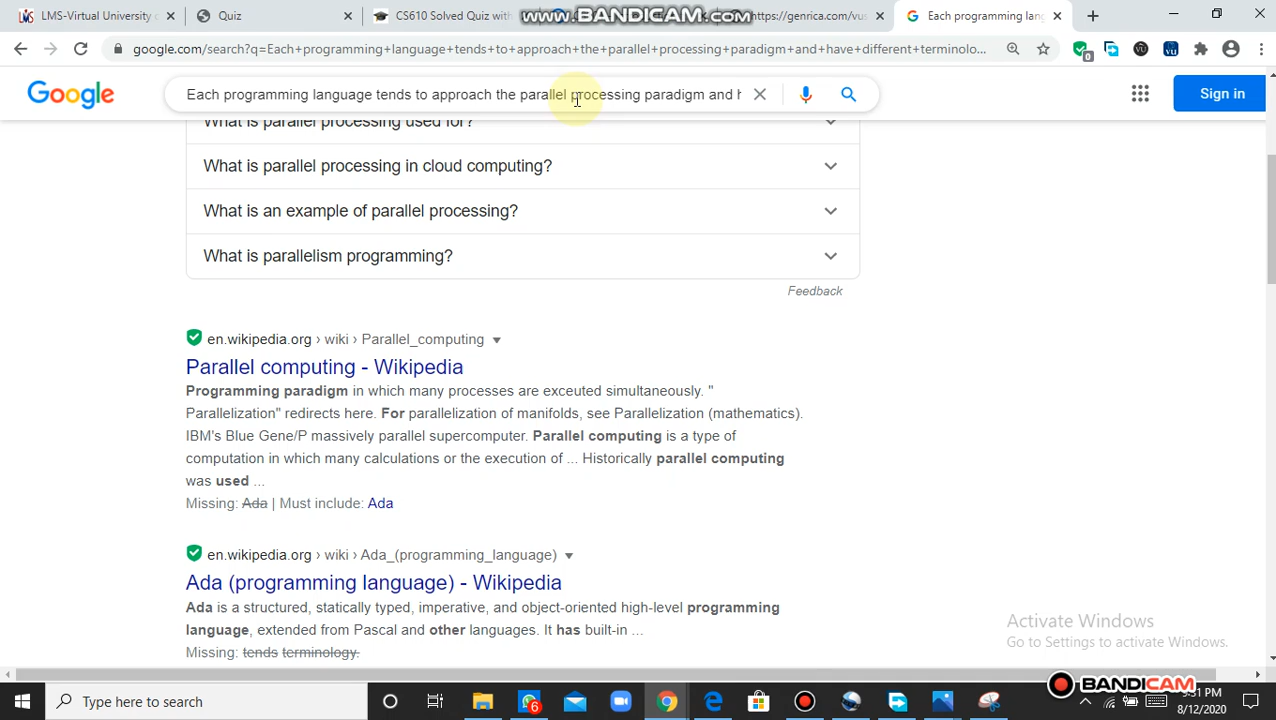 LMS-Virtual University of
Quiz
CS610 Solved Quiz with
www.BANDICAM.com
https://genrica.com/vus
Each programming lang
google.com/search?q=Each+programming+language+tends+to+approach+the+parallel+processing+paradigm+and+have+different+terminolo...
0
vu
Google
Each programming language tends to approach the parallel processing paradigm and h
Sign in
What is parallel processing used for?
What is parallel processing in cloud computing?
What is an example of parallel processing?
What is parallelism programming?
Feedback
en.wikipedia.org › wiki › Parallel_computing
Parallel computing - Wikipedia
Programming paradigm in which many processes are exceuted simultaneously. "
Parallelization" redirects here. For parallelization of manifolds, see Parallelization (mathematics).
IBM's Blue Gene/P massively parallel supercomputer. Parallel computing is a type of
computation in which many calculations or the execution of ... Historically parallel computing
was used ...
Missing: Ada | Must include: Ada
en.wikipedia.org › wiki › Ada_(programming_language)
Ada (programming language) - Wikipedia
Ada is a structured, statically typed, imperative, and object-oriented high-level programming
language, extended from Pascal and other languages. It has built-in ...
Missing: tends terminology.
Activate Windows
Go to Settings to activate Windows.
Type here to search
6
BANDICAM
PM
8/12/2020